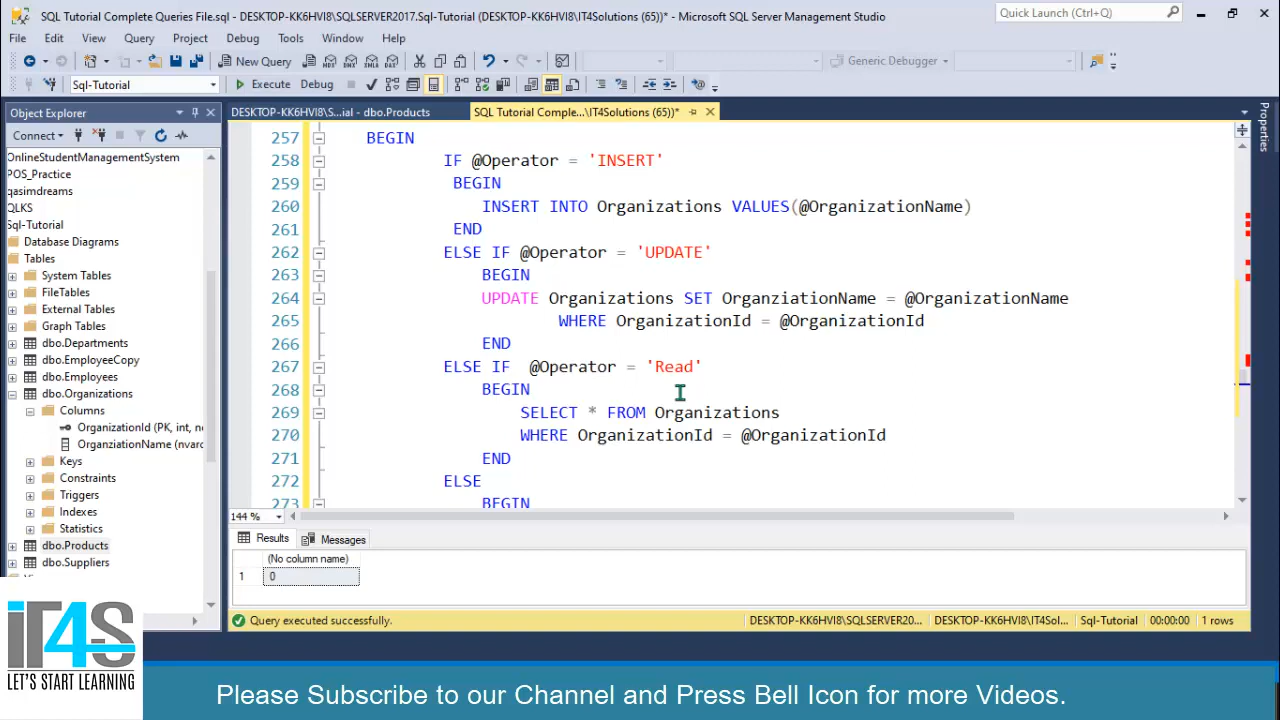 SQL Tutorial Complete Queries File.sql - DESKTOP-KK6HVI8\SQLSERVER2017.Sql-Tutorial (DESKTOP-KK6HVI8\IT4Solutions (65))* - Microsoft SQL Server Management Studio
Quick Launch (Ctrl+Q)
File Edit View Query Project Debug Tools Window Help
New Query
Generic Debugger
Sql-Tutorial
Execute Debug
Object Explorer
DESKTOP-KK6HVI8\S...ial - dbo.Products
SQL Tutorial Comple...\IT4Solutions (65))*
Properties
Connect
OnlineStudentManagementSystem
POS_Practice
qasimdreams
QLKS
Sql-Tutorial
Database Diagrams
Tables
System Tables
FileTables
External Tables
Graph Tables
dbo.Departments
dbo.EmployeeCopy
dbo.Employees
dbo.Organizations
Columns
OrganizationId (PK, int, n
OrganziationName (nvarc
Keys
Constraints
Triggers
Indexes
Statistics
dbo.Products
dbo.Suppliers
257 BEGIN
258 IF @Operator = 'INSERT'
259 BEGIN
260 INSERT INTO Organizations VALUES(@OrganizationName)
261 END
262 ELSE IF @Operator = 'UPDATE'
263 BEGIN
264 UPDATE Organizations SET OrganziationName = @OrganizationName
265 WHERE OrganizationId = @OrganizationId
266 END
267 ELSE IF @Operator = 'Read'
268 BEGIN
269 SELECT * FROM Organizations
270 WHERE OrganizationId = @OrganizationId
271 END
272 ELSE
273 BEGIN
144 %
Results Messages
(No column name)
1 0
Query executed successfully.
DESKTOP-KK6HVI8\SQLSERVER20... DESKTOP-KK6HVI8\IT4Sol... Sql-Tutorial 00:00:00 1 rows
iT4S
LET'S START LEARNING
Please Subscribe to our Channel and Press Bell Icon for more Videos.